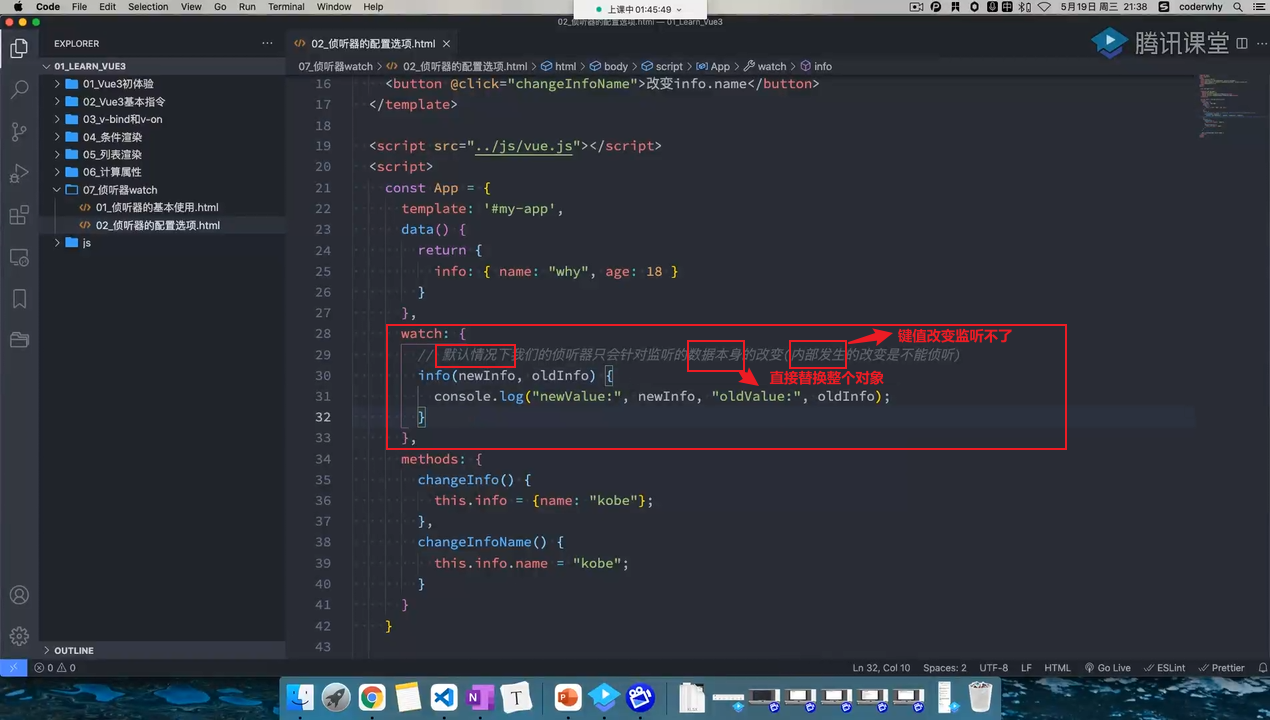 Code File Edit Selection View Go Run Terminal Window Help
上课中01:45:49
5月19日 周三 21:38
coderwhy
02_侦听器的配置选项.html — 01_Learn_Vue3
腾讯课堂
EXPLORER
02_侦听器的配置选项.html
01_LEARN_VUE3
07_侦听器watch > 02_侦听器的配置选项.html > html > body > script > App > watch > info
01_Vue3初体验
02_Vue3基本指令
03_v-bind和v-on
04_条件渲染
05_列表渲染
06_计算属性
07_侦听器watch
01_侦听器的基本使用.html
02_侦听器的配置选项.html
js
16 <button @click="changeInfoName">改变info.name</button>
17 </template>
18
19 <script src="../js/vue.js"></script>
20 <script>
21 const App = {
22 template: '#my-app',
23 data() {
24 return {
25 info: { name: "why", age: 18 }
26 }
27 },
28 watch: {
键值改变监听不了
29 // 默认情况下我们的侦听器只会针对监听的数据本身的改变(内部发生的改变是不能侦听)
30 info(newInfo, oldInfo) {
直接替换整个对象
31 console.log("newValue:", newInfo, "oldValue:", oldInfo);
32 }
33 },
34 methods: {
35 changeInfo() {
36 this.info = {name: "kobe"};
37 },
38 changeInfoName() {
39 this.info.name = "kobe";
40 }
41 }
42 }
43
OUTLINE
0 0
Ln 32, Col 10 Spaces: 2 UTF-8 LF HTML Go Live ESLint Prettier